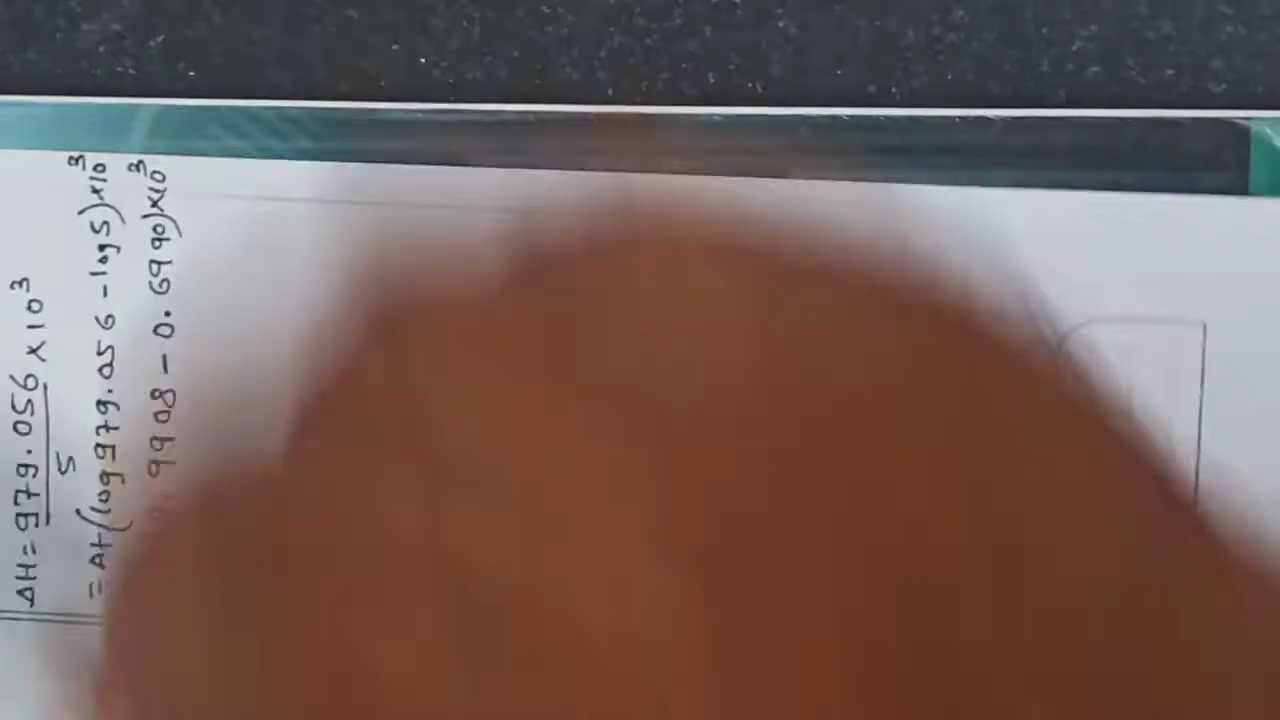 ΔH = 979.056 × 10³
5
= At (log 979.056 - log 5) × 10³
.9908 - 0.6990) × 10³